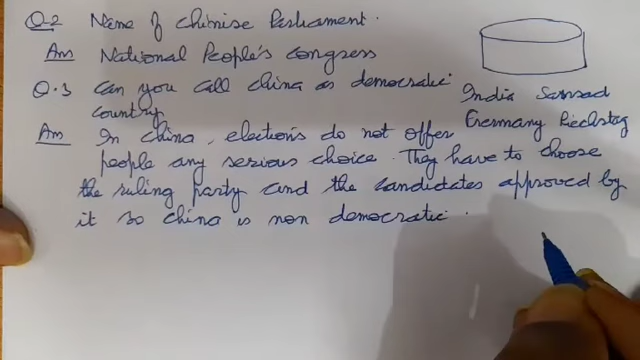 Q-2 Name of Chinise Parliament.
Ans National People's Congress
Q.3 Can you call China as democratic
country
Ans In China, elections do not offer
people any serious choice. They have to choose
the ruling party and the candidates approved by
it so China is non democratic.
India Sansad
Germany Reichstag